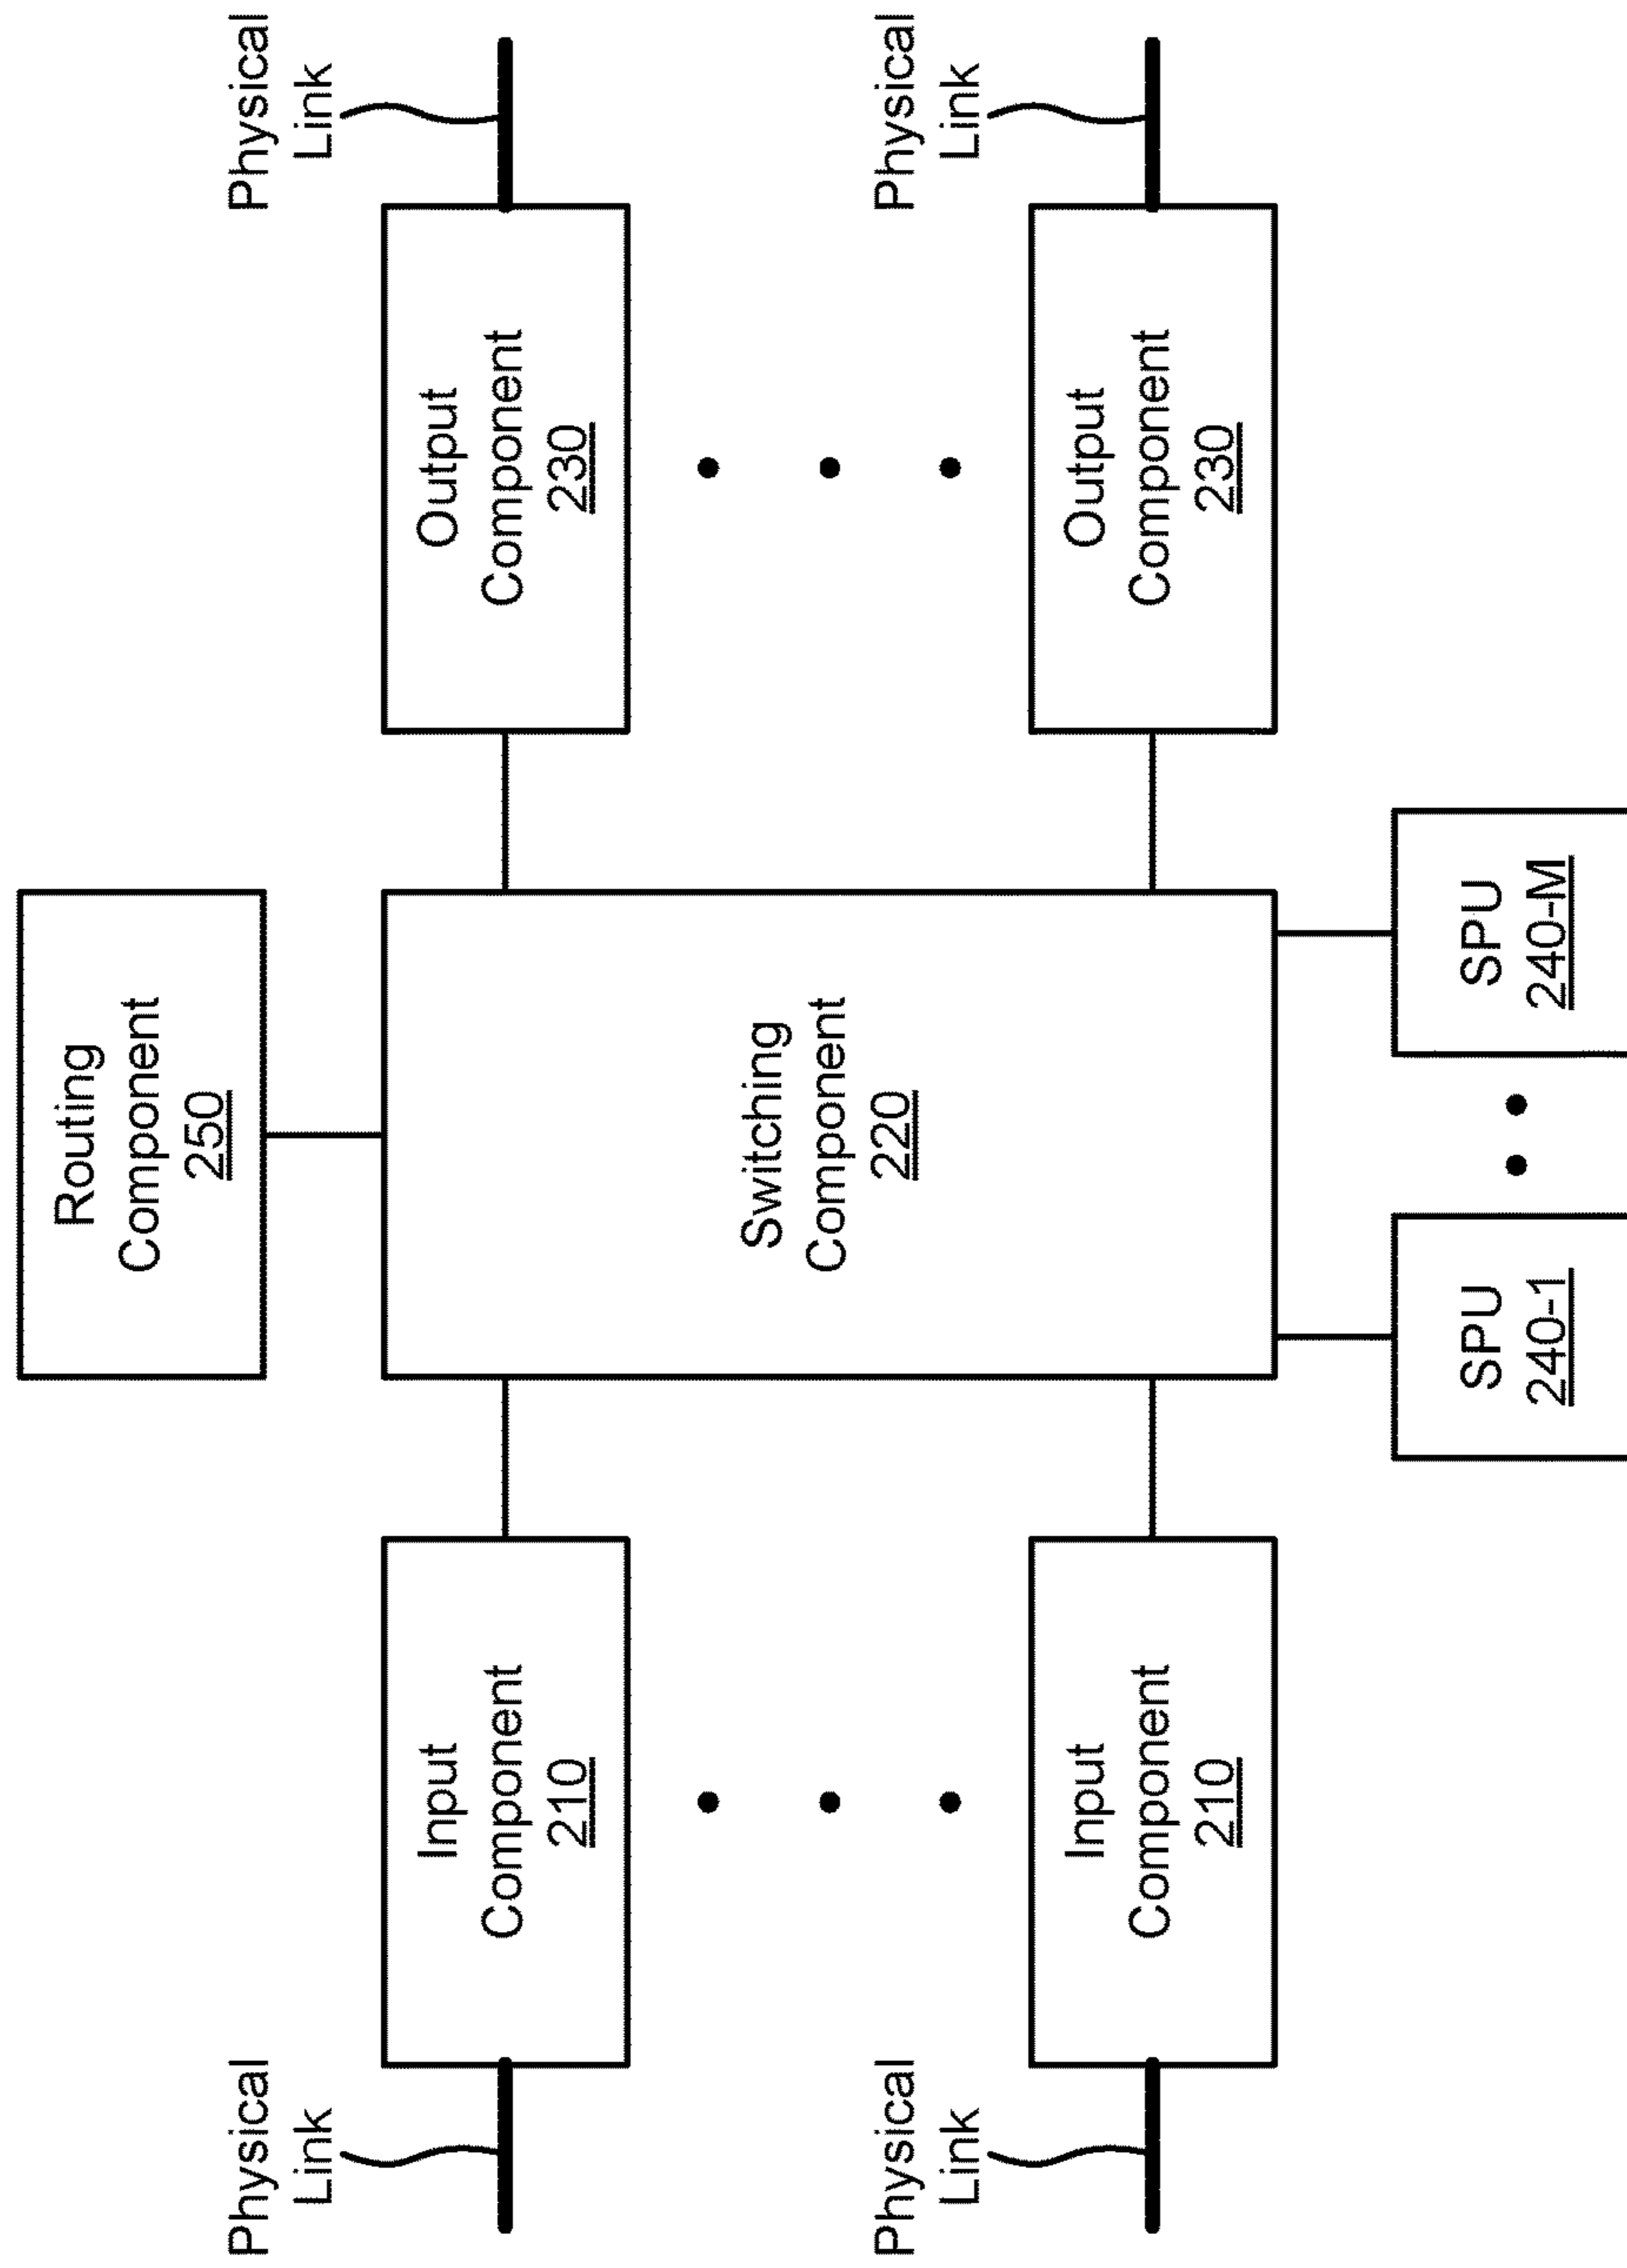 Routing
Component
250
Physical
Link
Physical
Link
Input
Component
210
Output
Component
230
Switching
Component
220
Physical
Link
Physical
Link
Input
Component
210
Output
Component
230
SPU
240-1
SPU
240-M